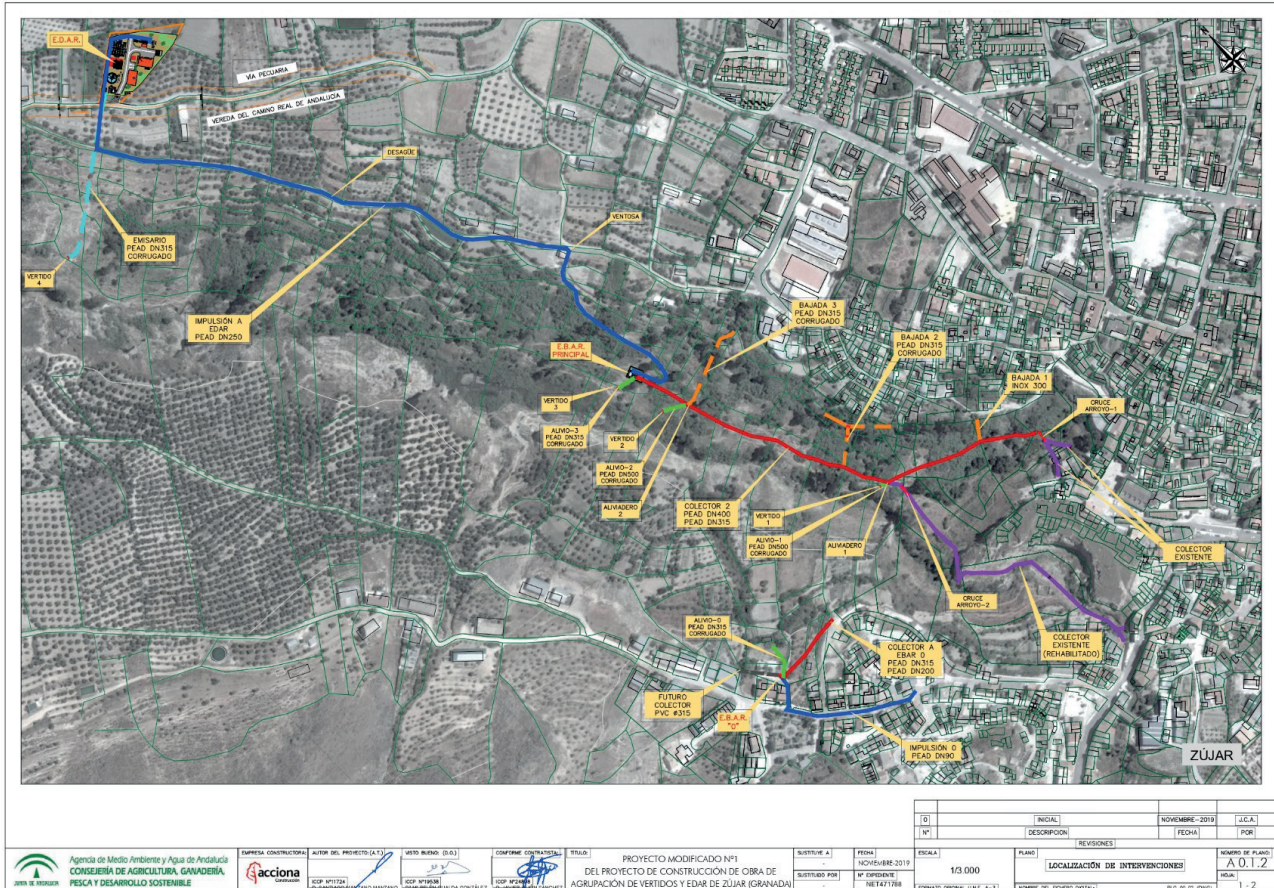 E.D.A.R.
VÍA PECUARIA
VEREDA DEL CAMINO REAL DE ANDALUCÍA
DESAGÜE
VENTOSA
EMISARIO
PEAD DN315
CORRUGADO
VERTIDO
4
IMPULSIÓN A
EDAR
PEAD DN250
BAJADA 3
PEAD DN315
CORRUGADO
BAJADA 2
PEAD DN315
CORRUGADO
E.B.A.R.
PRINCIPAL
BAJADA 1
INOX 300
CRUCE
ARROYO-1
VERTIDO
3
ALIVIO-3
PEAD DN315
CORRUGADO
VERTIDO
2
ALIVIO-2
PEAD DN500
CORRUGADO
ALIVIADERO
2
COLECTOR 2
PEAD DN400
PEAD DN315
VERTIDO
1
ALIVIO-1
PEAD DN500
CORRUGADO
ALIVIADERO
1
COLECTOR
EXISTENTE
CRUCE
ARROYO-2
ALIVIO-0
PEAD DN315
CORRUGADO
COLECTOR A
EBAR 0
PEAD DN315
PEAD DN200
COLECTOR
EXISTENTE
(REHABILITADO)
FUTURO
COLECTOR
PVC ø315
E.B.A.R.
"0"
IMPULSIÓN 0
PEAD DN90
ZÚJAR
0 INICIAL NOVIEMBRE-2019 J.C.A.
Nº DESCRIPCION FECHA POR
REVISIONES
JUNTA DE ANDALUCIA
Agencia de Medio Ambiente y Agua de Andalucía
CONSEJERÍA DE AGRICULTURA, GANADERÍA,
PESCA Y DESARROLLO SOSTENIBLE
EMPRESA CONSTRUCTORA:
acciona
Construcción
AUTOR DEL PROYECTO:(A.T.)
ICCP Nº11724
VISTO BUENO: (D.O.)
ICCP Nº19538
CONFORME CONTRATISTA:
TITULO:
PROYECTO MODIFICADO Nº1
DEL PROYECTO DE CONSTRUCCIÓN DE OBRA DE
AGRUPACIÓN DE VERTIDOS Y EDAR DE ZÚJAR (GRANADA)
SUSTITUYE A
-
SUSTITUIDO POR
-
FECHA
NOVIEMBRE-2019
Nº EXPEDIENTE
NET471788
ESCALA
1/3.000
PLANO
LOCALIZACIÓN DE INTERVENCIONES
NÚMERO DE PLANO:
A 0.1.2
HOJA:
1 - 2